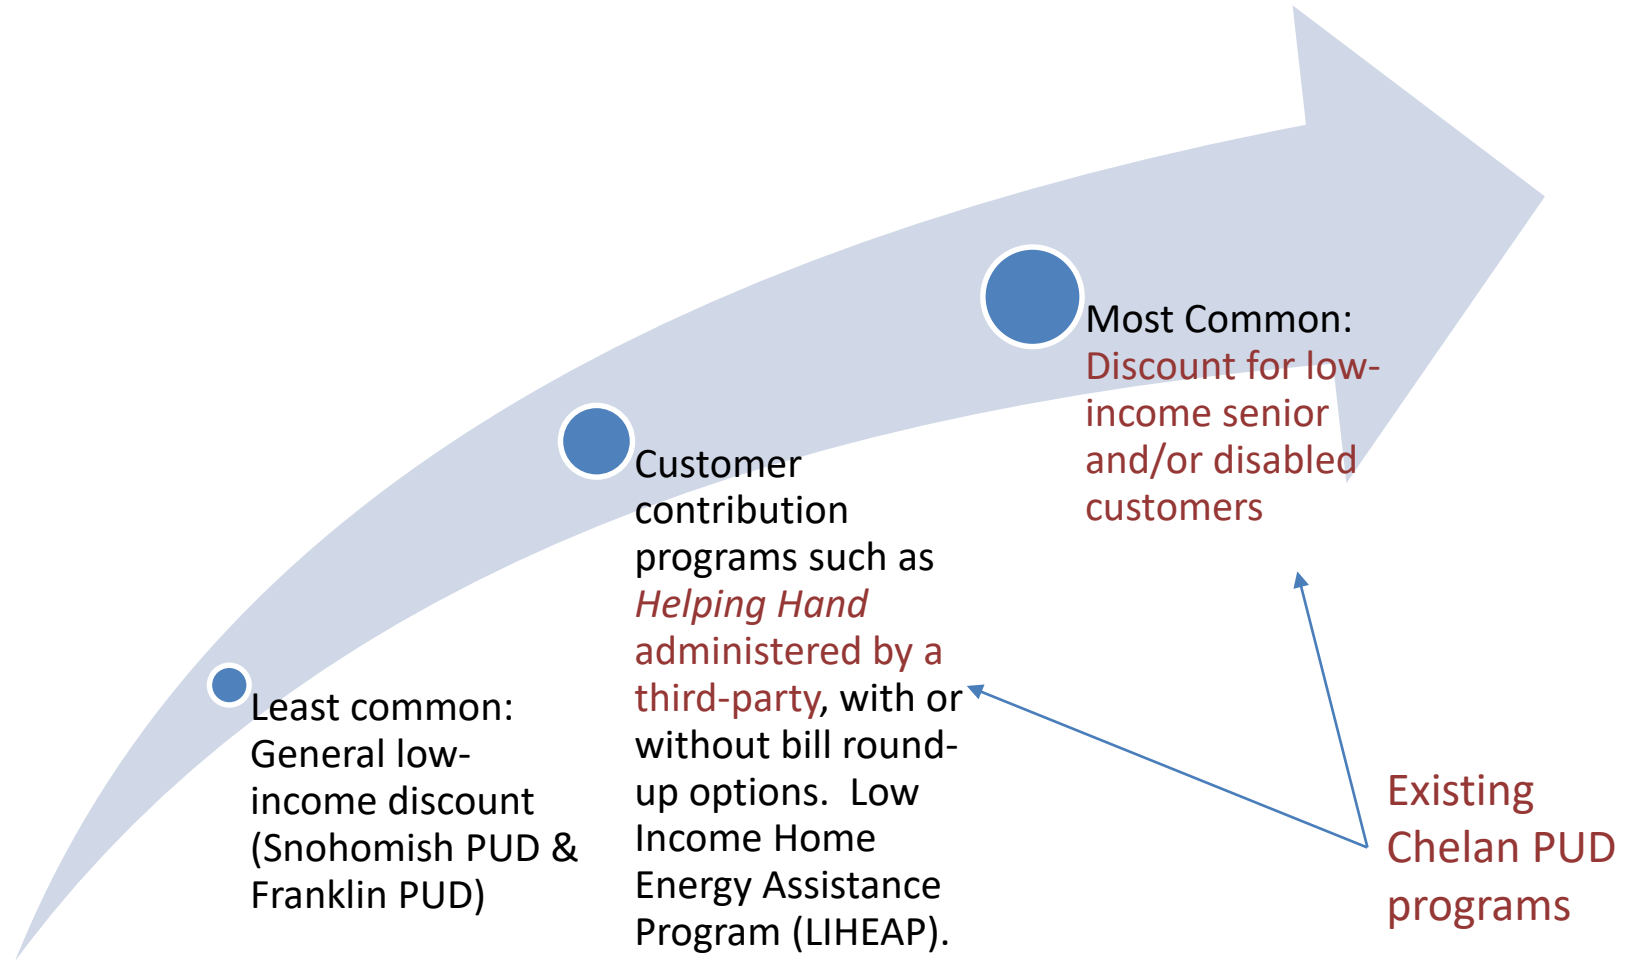 Most Common:
Discount for low-
income senior
and/or disabled
customers
Customer
contribution
programs such as
Helping Hand
administered by a
third-party, with or
without bill round-
up options.  Low
Income Home
Energy Assistance
Program (LIHEAP).
Least common:
General low-
income discount
(Snohomish PUD &
Franklin PUD)
Existing
Chelan PUD
programs